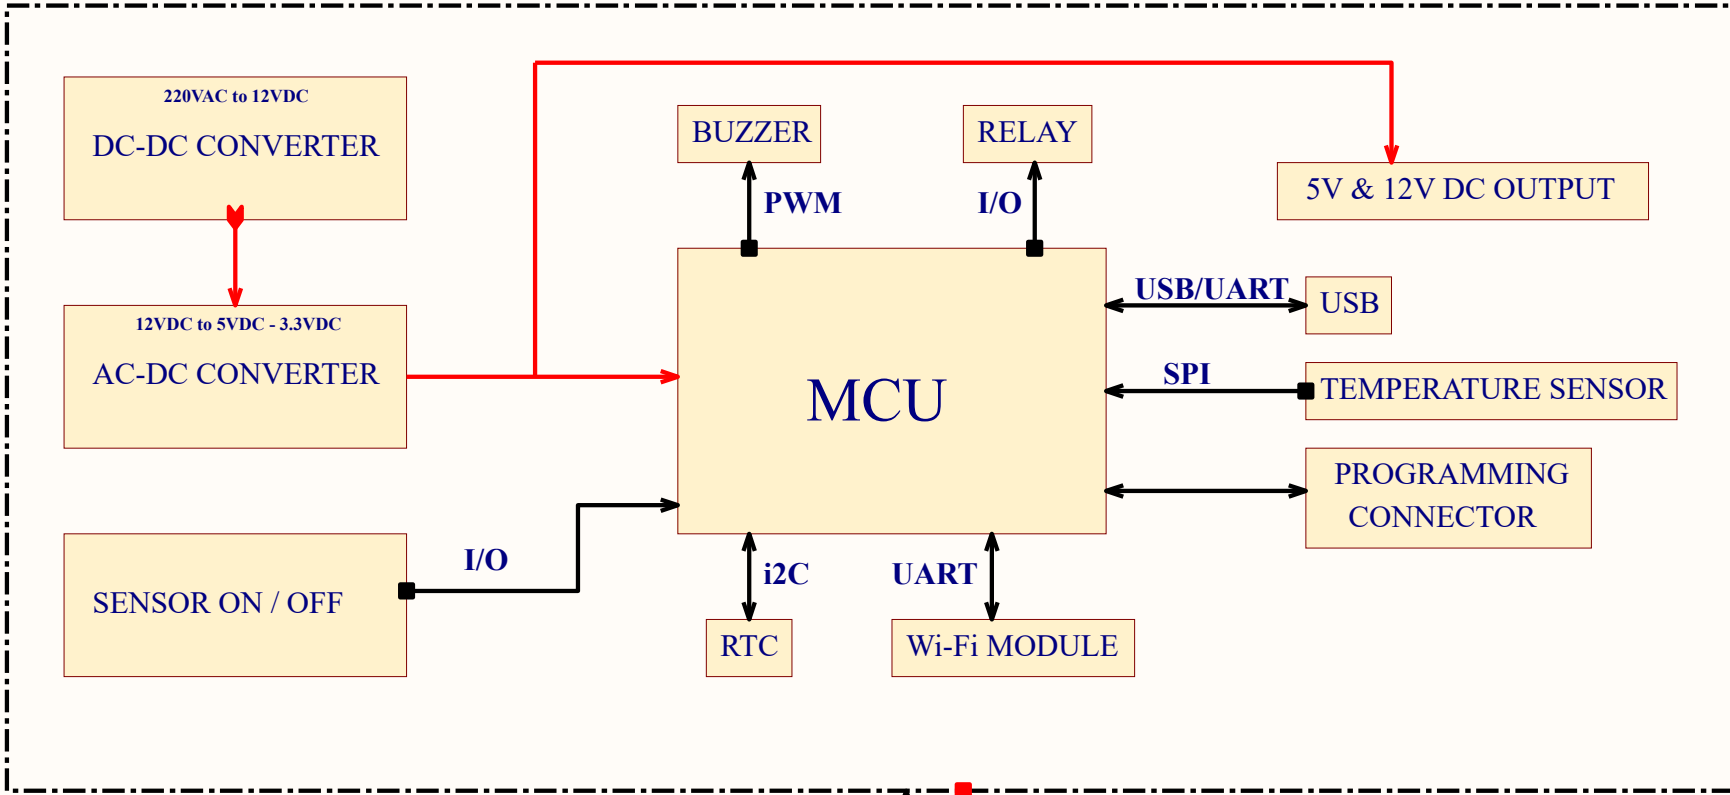 220VAC to 12VDC
DC-DC CONVERTER
BUZZER
RELAY
5V & 12V DC OUTPUT
PWM
I/O
12VDC to 5VDC - 3.3VDC
AC-DC CONVERTER
MCU
USB/UART
USB
SPI
TEMPERATURE SENSOR
PROGRAMMING
CONNECTOR
SENSOR ON / OFF
I/O
i2C
UART
RTC
Wi-Fi MODULE